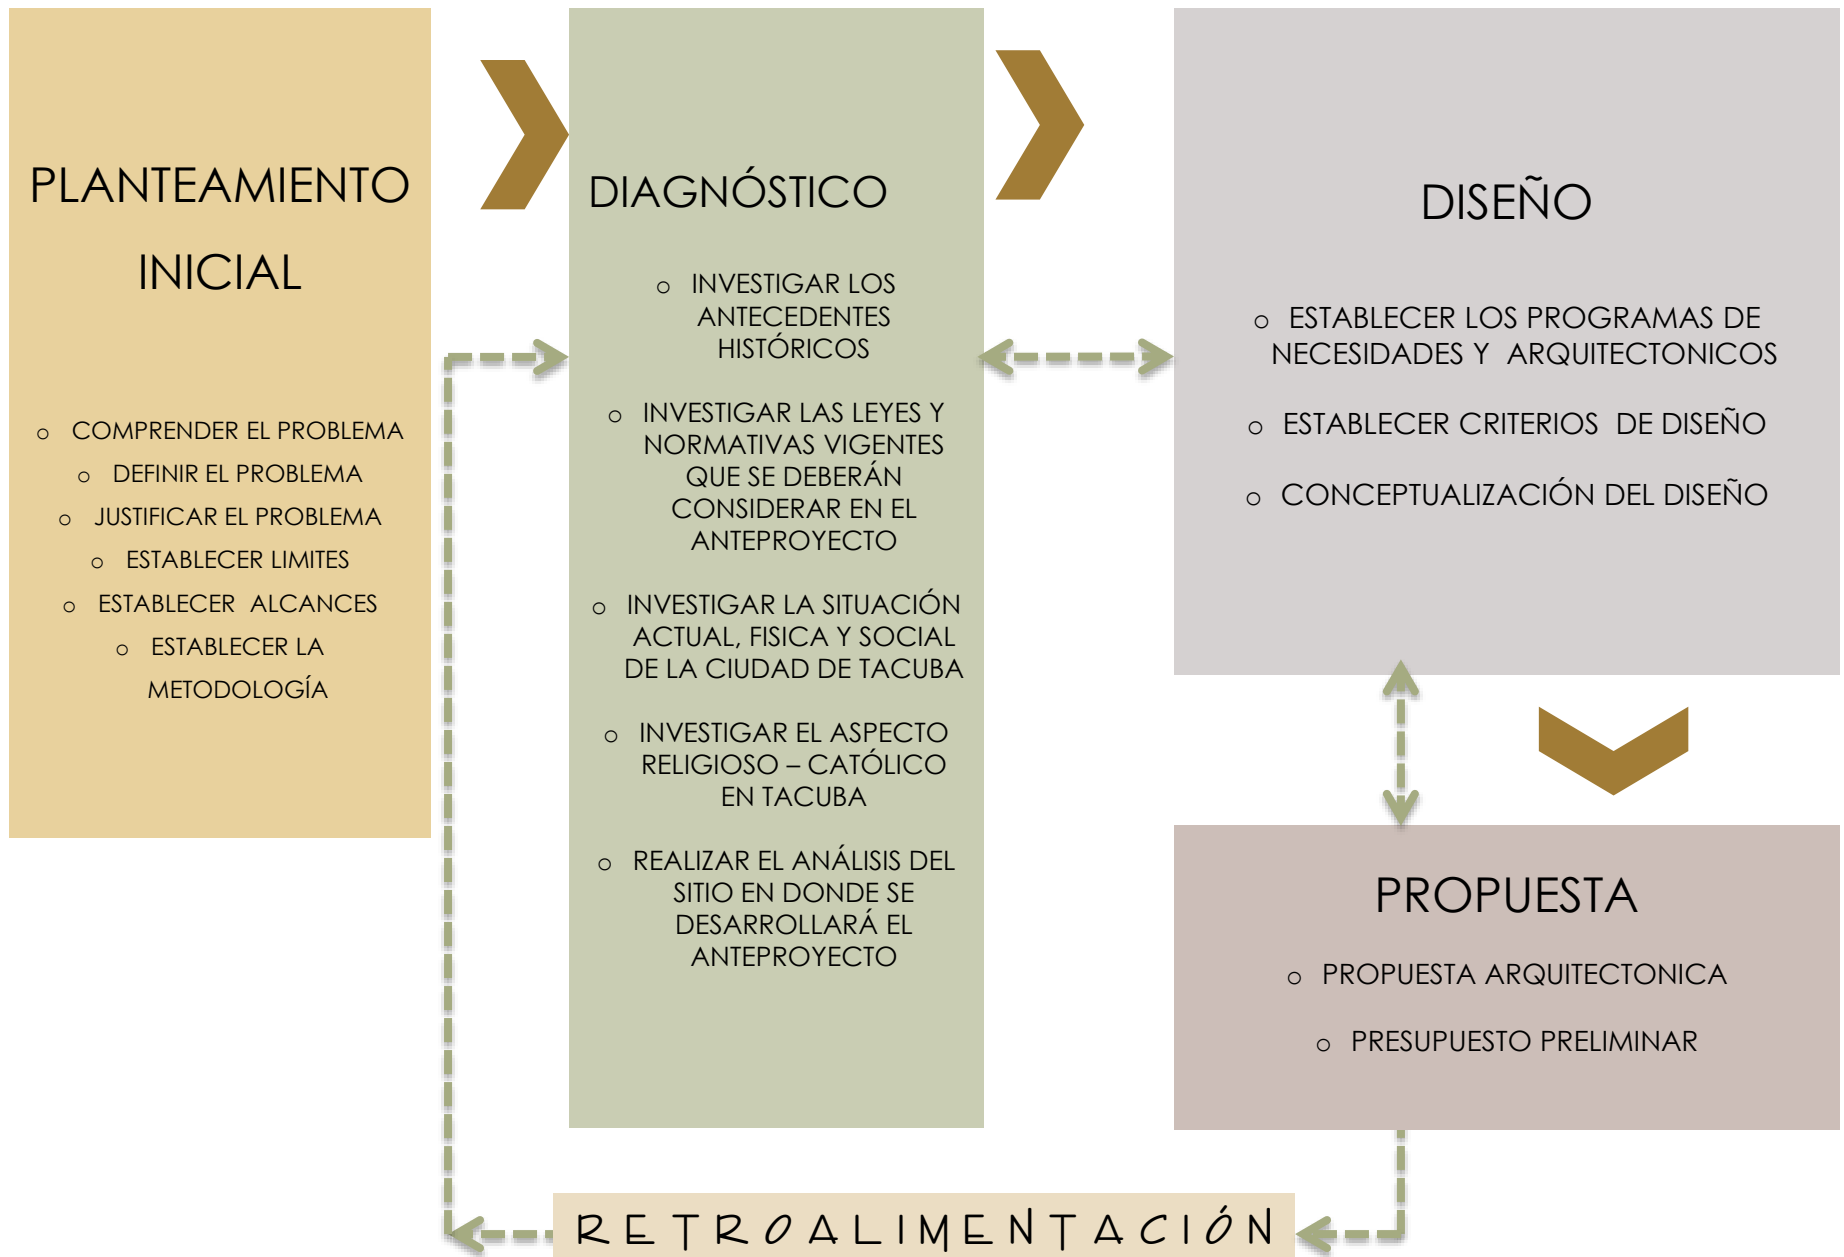 PLANTEAMIENTO
INICIAL
o COMPRENDER EL PROBLEMA
o DEFINIR EL PROBLEMA
o JUSTIFICAR EL PROBLEMA
o ESTABLECER LIMITES
o ESTABLECER ALCANCES
o ESTABLECER LA
METODOLOGÍA
DIAGNÓSTICO
o INVESTIGAR LOS
ANTECEDENTES
HISTÓRICOS
o INVESTIGAR LAS LEYES Y
NORMATIVAS VIGENTES
QUE SE DEBERÁN
CONSIDERAR EN EL
ANTEPROYECTO
o INVESTIGAR LA SITUACIÓN
ACTUAL, FISICA Y SOCIAL
DE LA CIUDAD DE TACUBA
o INVESTIGAR EL ASPECTO
RELIGIOSO – CATÓLICO
EN TACUBA
o REALIZAR EL ANÁLISIS DEL
SITIO EN DONDE SE
DESARROLLARÁ EL
ANTEPROYECTO
DISEÑO
o ESTABLECER LOS PROGRAMAS DE
NECESIDADES Y ARQUITECTONICOS
o ESTABLECER CRITERIOS DE DISEÑO
o CONCEPTUALIZACIÓN DEL DISEÑO
PROPUESTA
o PROPUESTA ARQUITECTONICA
o PRESUPUESTO PRELIMINAR
RETROALIMENTACIÓN